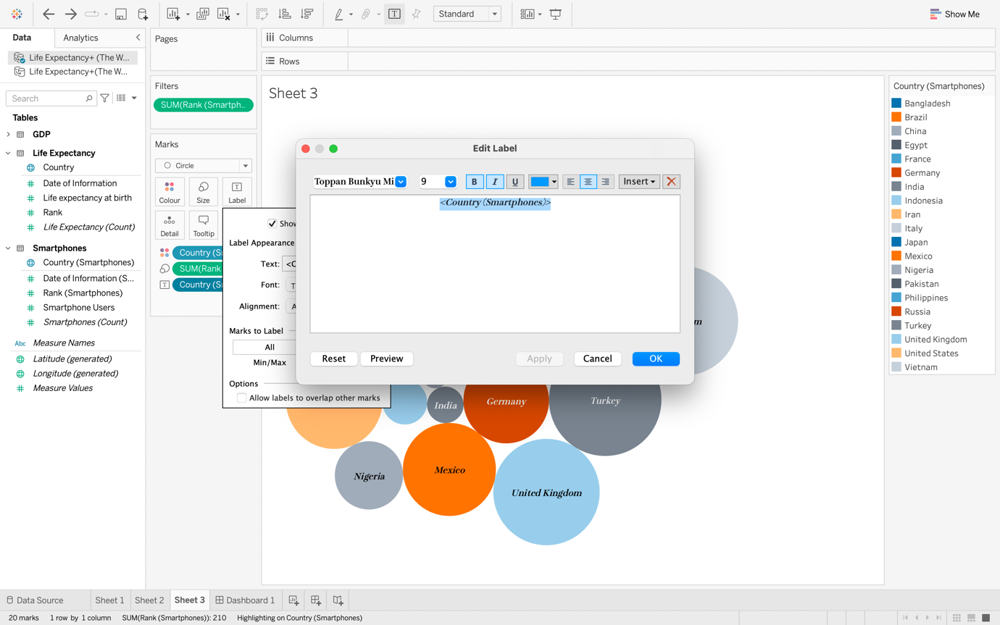 Standard
Show Me
Data
Analytics
Pages
Columns
Rows
Life Expectancy+ (The W...
Life Expectancy+(The W...
Search
Tables
GDP
Life Expectancy
Country
Date of Information
Life expectancy at birth
Rank
Life Expectancy (Count)
Smartphones
Country (Smartphones)
Date of Information (S...
Rank (Smartphones)
Smartphone Users
Smartphones (Count)
Abc Measure Names
Latitude (generated)
Longitude (generated)
Measure Values
Filters
SUM(Rank (Smartph..
Marks
Circle
Colour
Size
T
Label
Detail
Tooltip
Country (S
SUM(Rank
T Country (S
Show
Label Appearance
Text: <C
Font: T
Alignment: A
Marks to Label
All
Min/Max
Options
Allow labels to overlap other marks
Sheet 3
Edit Label
Toppan Bunkyu Mi
9
B I U
Insert
<Country (Smartphones)>
Reset
Preview
Apply
Cancel
OK
m
India
Germany
Turkey
Nigeria
Mexico
United Kingdom
Country (Smartphones)
Bangladesh
Brazil
China
Egypt
France
Germany
India
Indonesia
Iran
Italy
Japan
Mexico
Nigeria
Pakistan
Philippines
Russia
Turkey
United Kingdom
United States
Vietnam
Data Source
Sheet 1
Sheet 2
Sheet 3
Dashboard 1
20 marks
1 row by 1 column
SUM(Rank (Smartphones)): 210
Highlighting on Country (Smartphones)